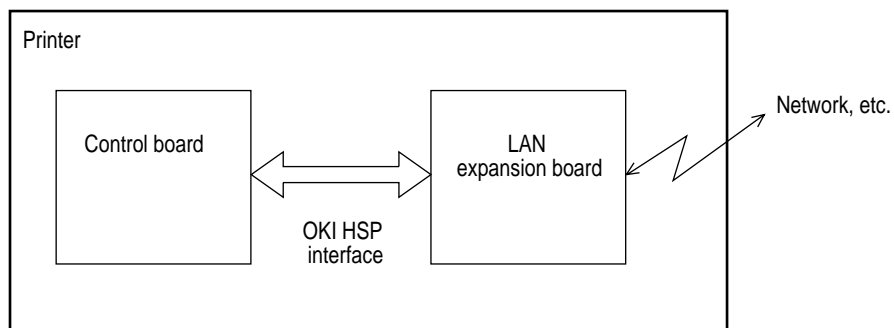 Printer
Control board
LAN
expansion board
Network, etc.
OKI HSP
interface